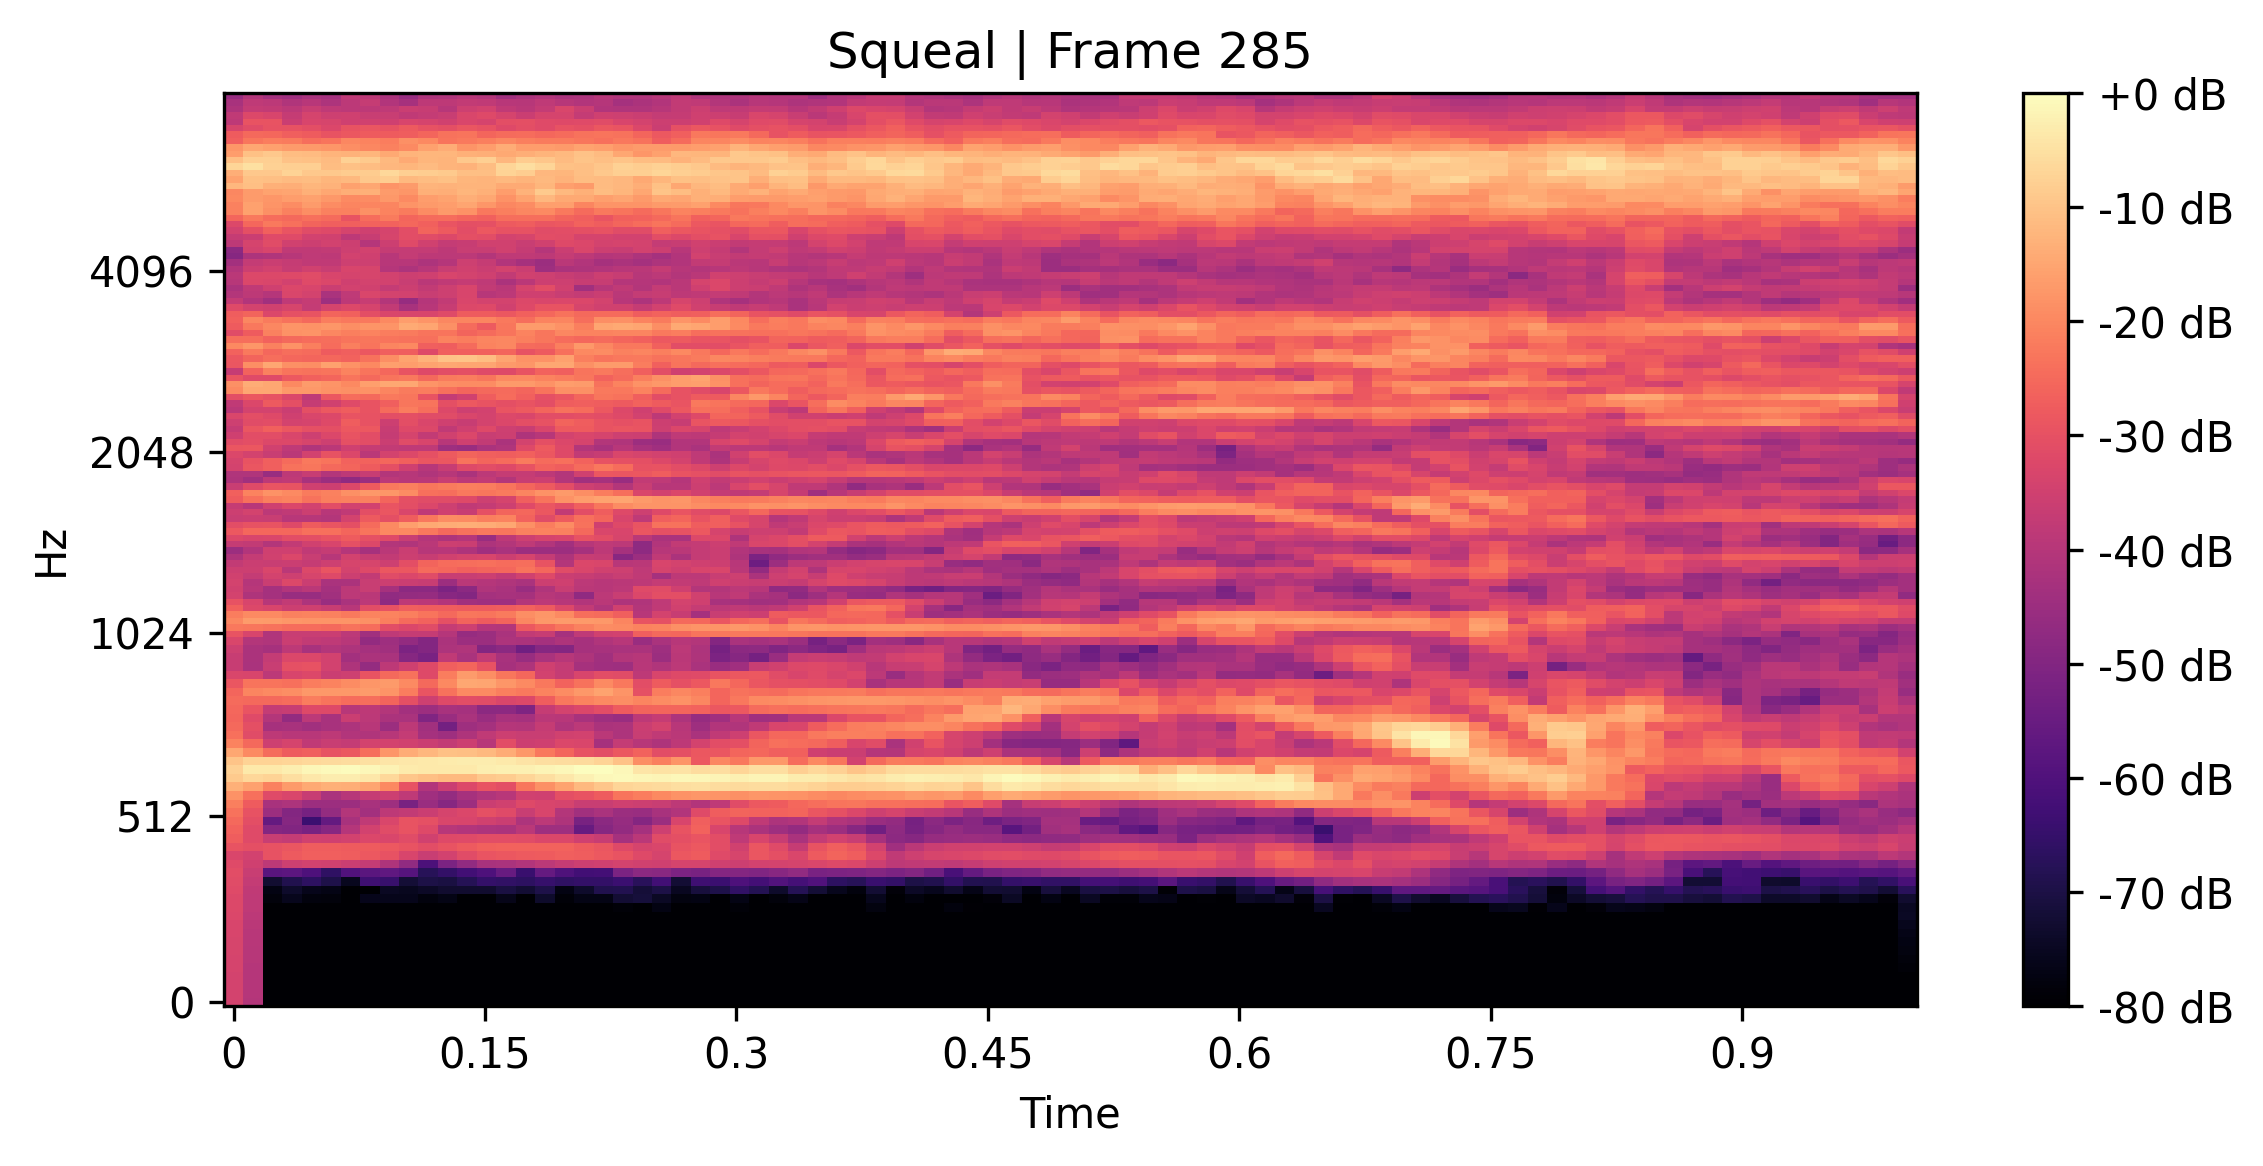 Squeal | Frame 285
+0 dB
-10 dB
-20 dB
-30 dB
-40 dB
-50 dB
-60 dB
-70 dB
-80 dB
Hz
4096
2048
1024
512
0
0 0.15 0.3 0.45 0.6 0.75 0.9
Time